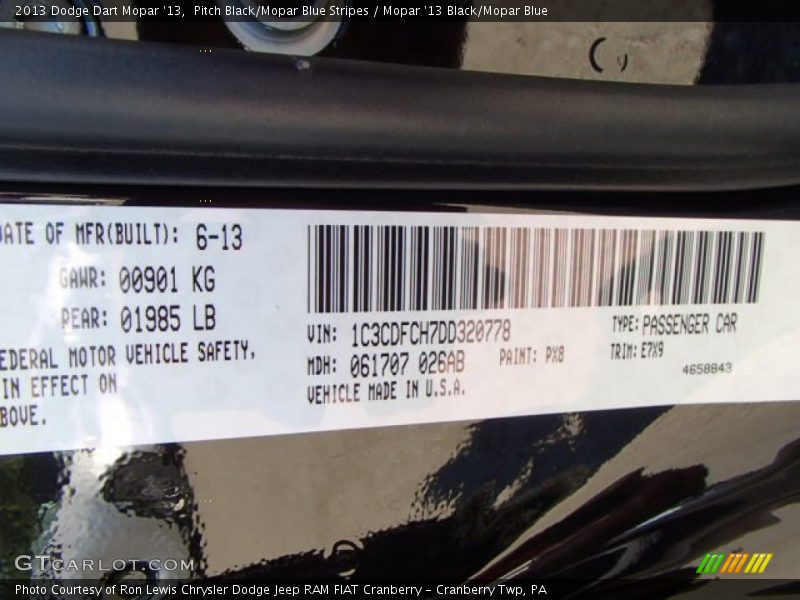 2013 Dodge Dart Mopar '13, Pitch Black/Mopar Blue Stripes / Mopar '13 Black/Mopar Blue
DATE OF MFR(BUILT): 6-13
GAWR: 00901 KG
REAR: 01985 LB
EDERAL MOTOR VEHICLE SAFETY,
IN EFFECT ON
BOVE.
VIN: 1C3CDFCH7DD320778
TYPE: PASSENGER CAR
MDH: 061707 026AB
PAINT: PX8
TRIM: E7X9
VEHICLE MADE IN U.S.A.
4658843
GTCARLOT.COM
Photo Courtesy of Ron Lewis Chrysler Dodge Jeep RAM FIAT Cranberry - Cranberry Twp, PA